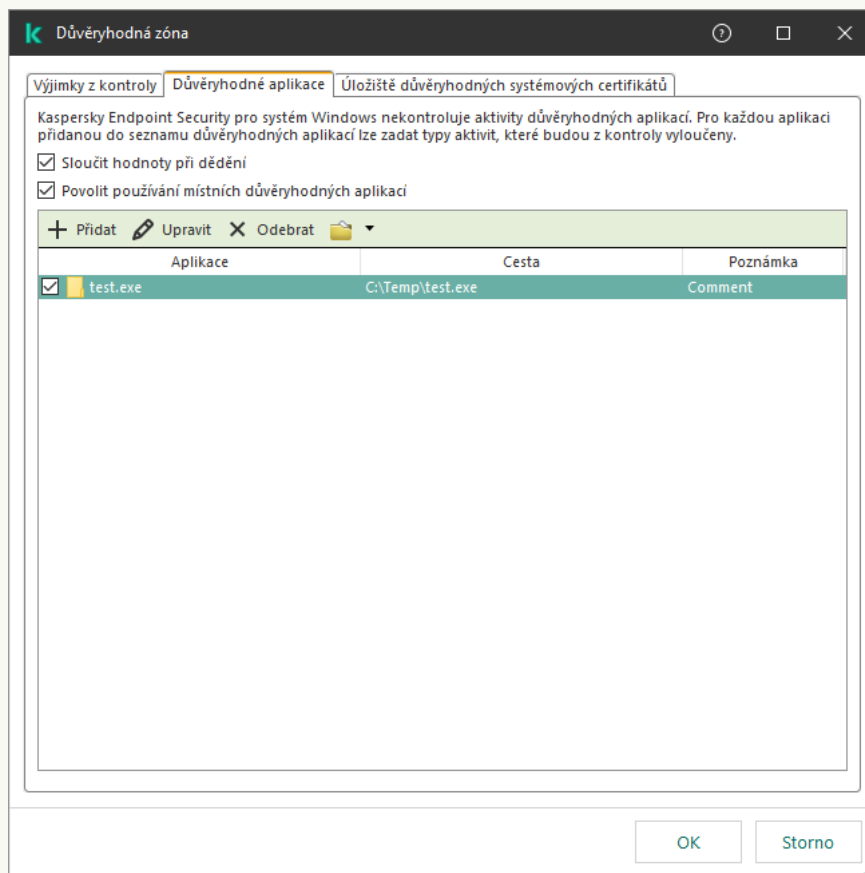 Důvěryhodná zóna
Výjimky z kontroly Důvěryhodné aplikace Úložiště důvěryhodných systémových certifikátů
Kaspersky Endpoint Security pro systém Windows nekontroluje aktivity důvěryhodných aplikací. Pro každou aplikaci
přidanou do seznamu důvěryhodných aplikací lze zadat typy aktivit, které budou z kontroly vyloučeny.
Sloučit hodnoty při dědění
Povolit používání místních důvěryhodných aplikací
Přidat Upravit Odebrat
Aplikace Cesta Poznámka
test.exe C:\Temp\test.exe Comment
OK Storno